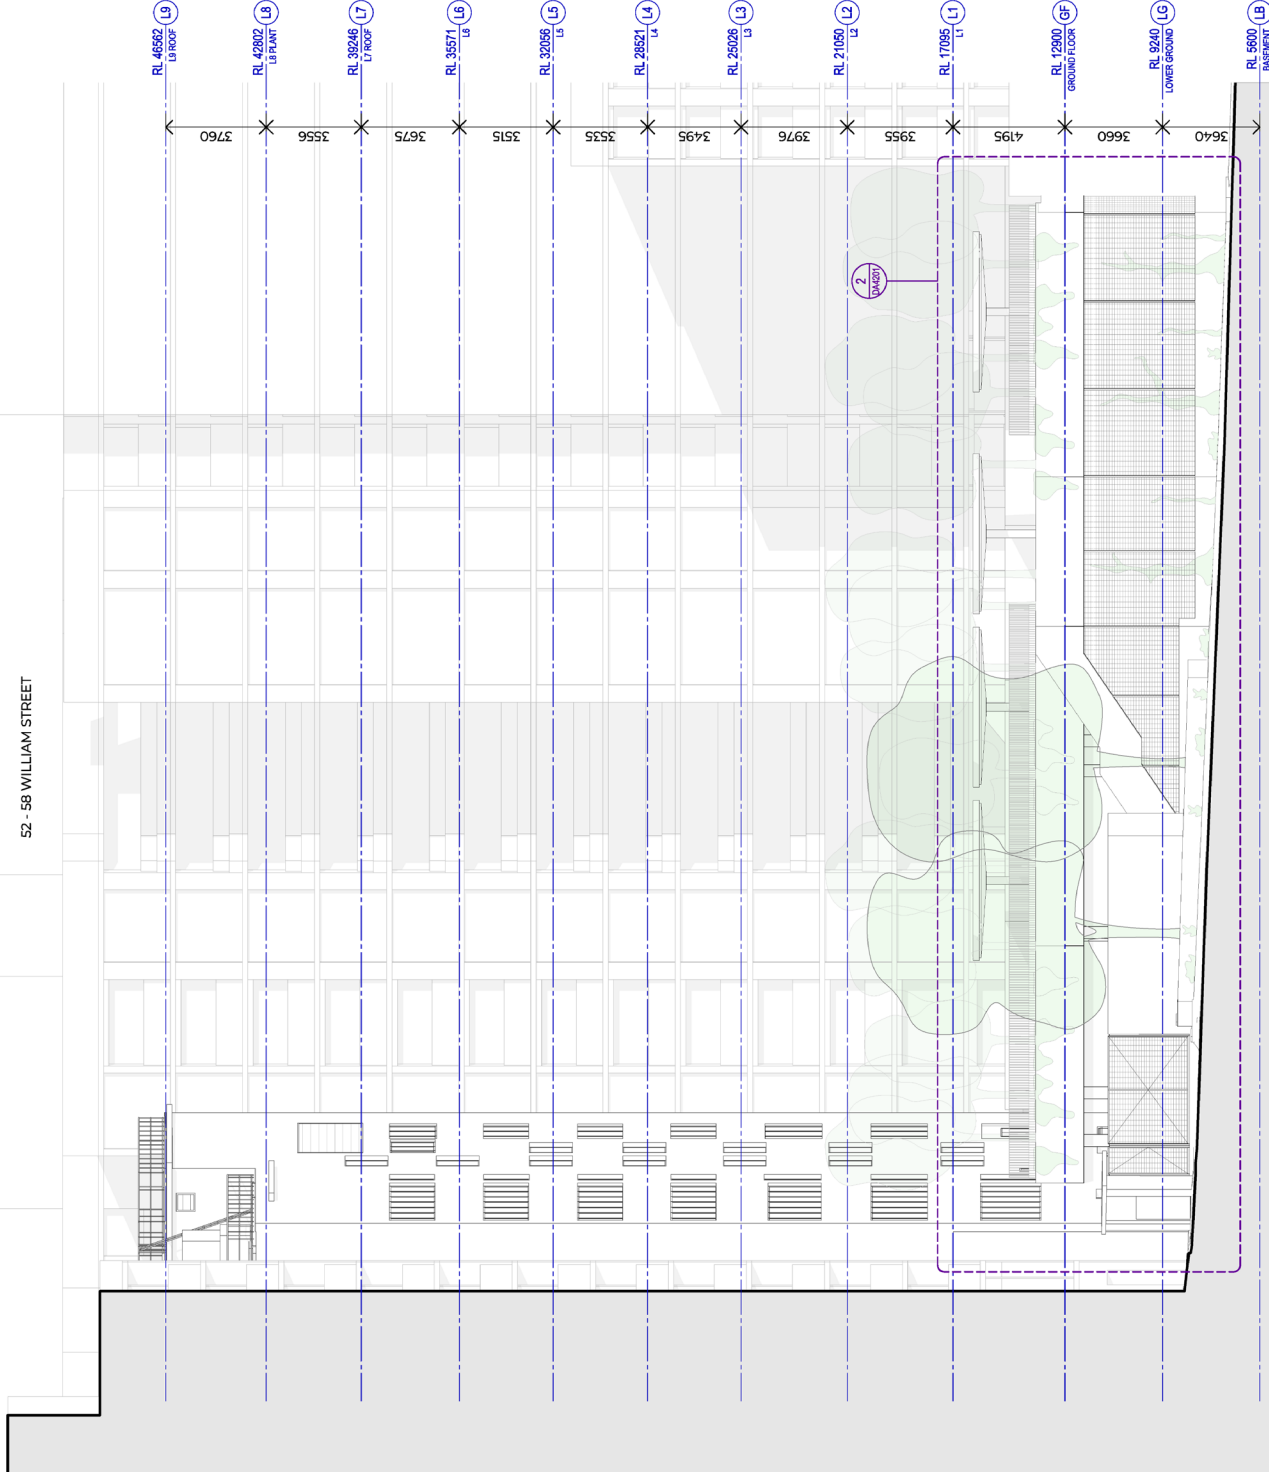 L9
RL 46562
L9 ROOF
L8
RL 42802
L8 PLANT
L7
RL 39246
L7 ROOF
L6
RL 35571
L6
L5
RL 32056
L5
L4
RL 28521
L4
L3
RL 25026
L3
L2
RL 21050
L2
L1
RL 17095
L1
GF
RL 12900
GROUND FLOOR
LG
RL 9240
LOWER GROUND
LB
RL 5600
BASEMENT
3760
3556
3675
3515
3535
3495
3976
3955
4195
3660
3640
2
DA4201
52 - 58 WILLIAM STREET